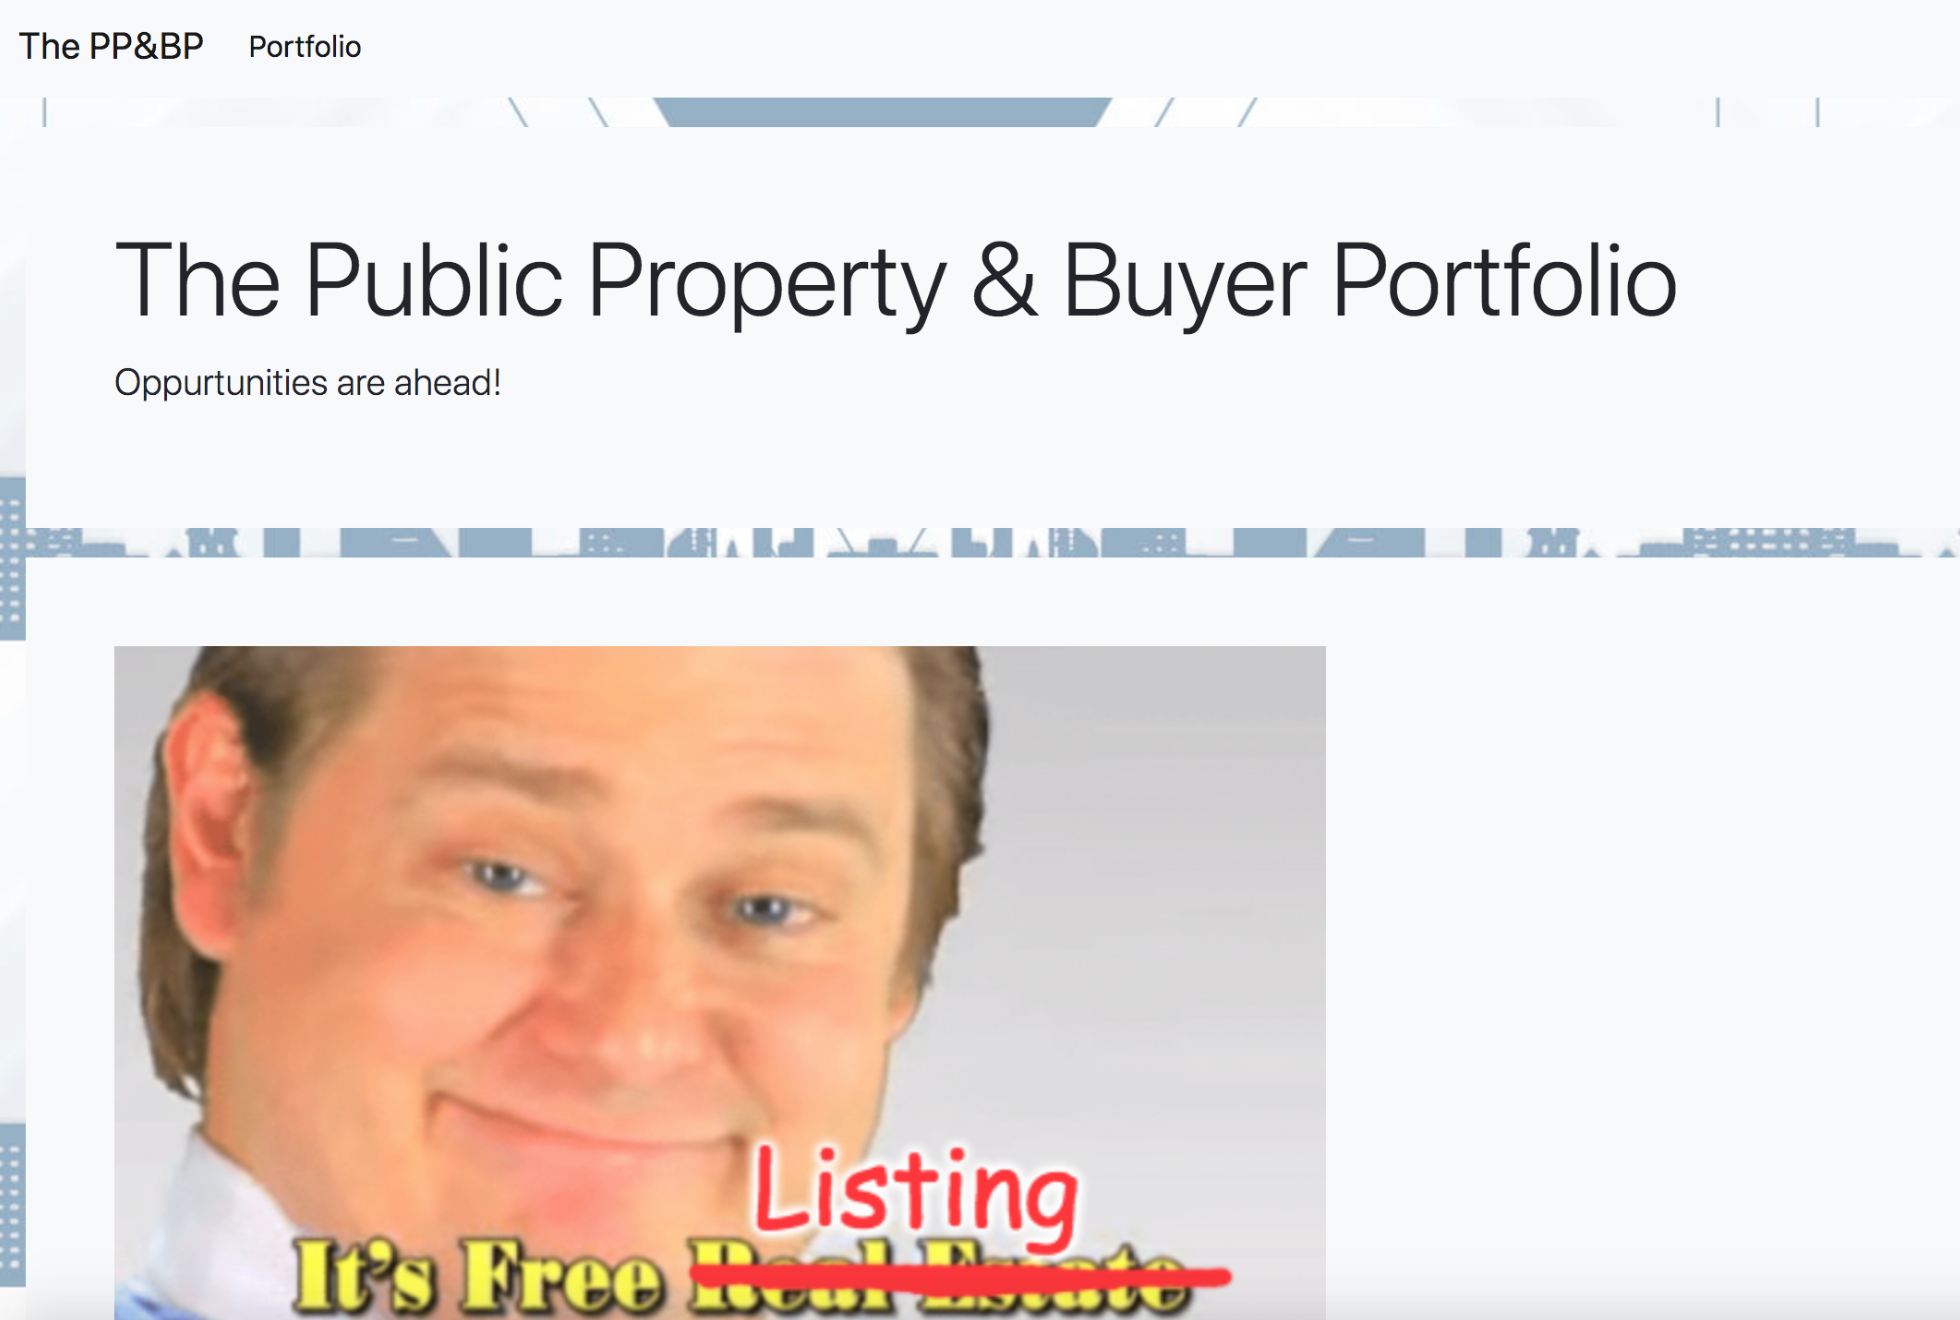 The PP&BP Portfolio
The Public Property & Buyer Portfolio
Oppurtunities are ahead!
Listing
It's Free Real Estate